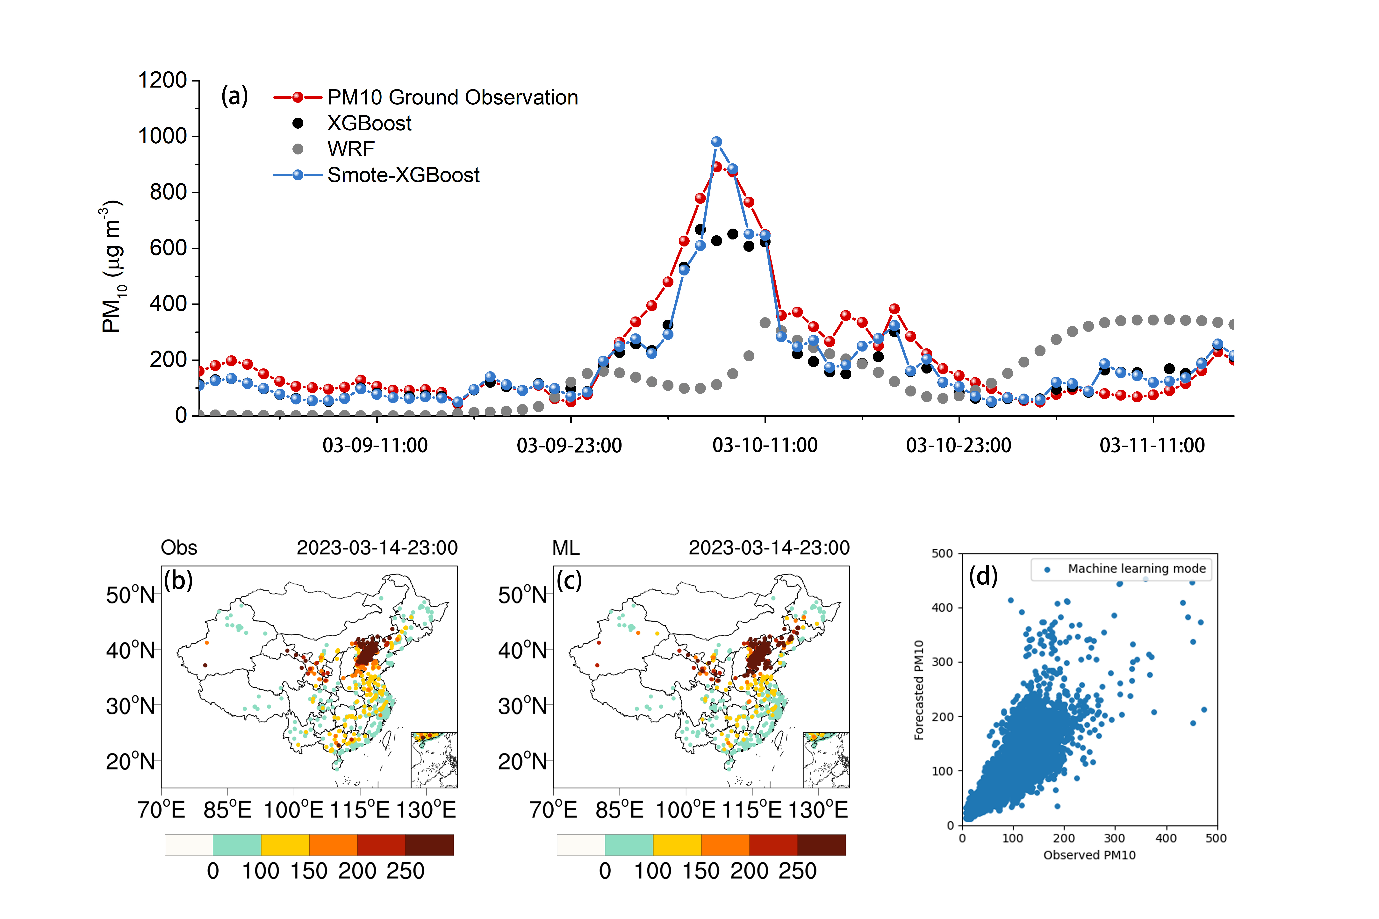 1200
(a)
PM10 Ground Observation
1000
XGBoost
WRF
800
Smote-XGBoost
600
400
200
0
PM10 (μg m-3)
03-09-11:00
03-09-23:00
03-10-11:00
03-10-23:00
03-11-11:00
Obs
2023-03-14-23:00
(b)
50°N
40°N
30°N
20°N
70°E
85°E
100°E
115°E
130°E
0
100
150
200
250
ML
2023-03-14-23:00
(c)
50°N
40°N
30°N
20°N
70°E
85°E
100°E
115°E
130°E
0
100
150
200
250
500
(d)
Machine learning mode
400
300
200
100
0
Forecasted PM10
0
100
200
300
400
500
Observed PM10